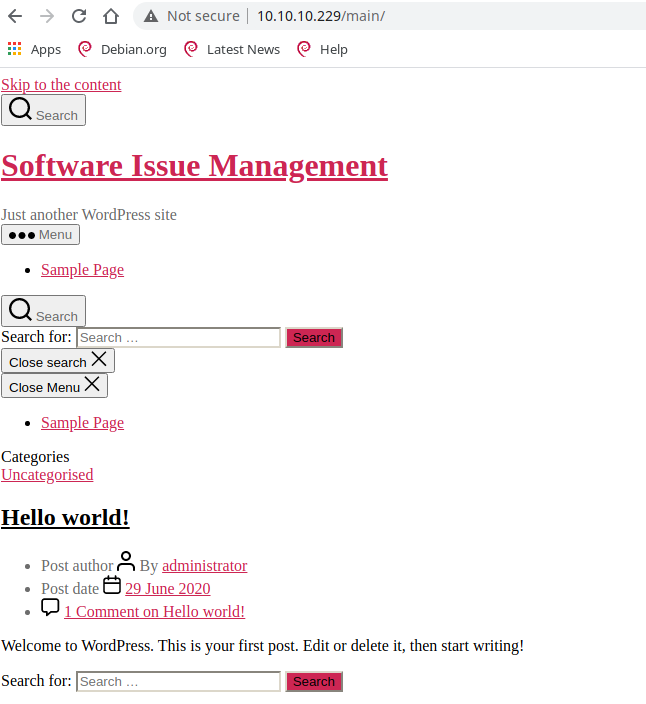 Not secure | 10.10.10.229/main/
Apps Debian.org Latest News Help
Skip to the content
Search
Software Issue Management
Just another WordPress site
Menu
Sample Page
Search
Search for: Search … Search
Close search
Close Menu
Sample Page
Categories
Uncategorised
Hello world!
Post author By administrator
Post date 29 June 2020
1 Comment on Hello world!
Welcome to WordPress. This is your first post. Edit or delete it, then start writing!
Search for: Search … Search